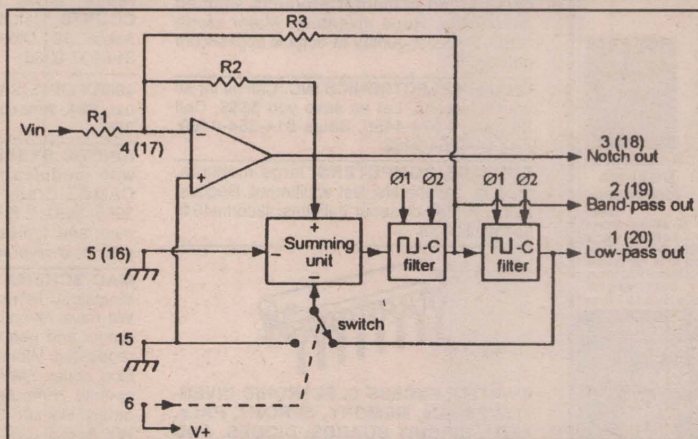 R3
R2
Vin
R1
4 (17)
−
+
3 (18)
Notch out
Ø1 Ø2
Ø1 Ø2
2 (19)
Band-pass out
1 (20)
Low-pass out
5 (16)
−
+
Summing
unit
−
-C
filter
-C
filter
switch
15
6
V+